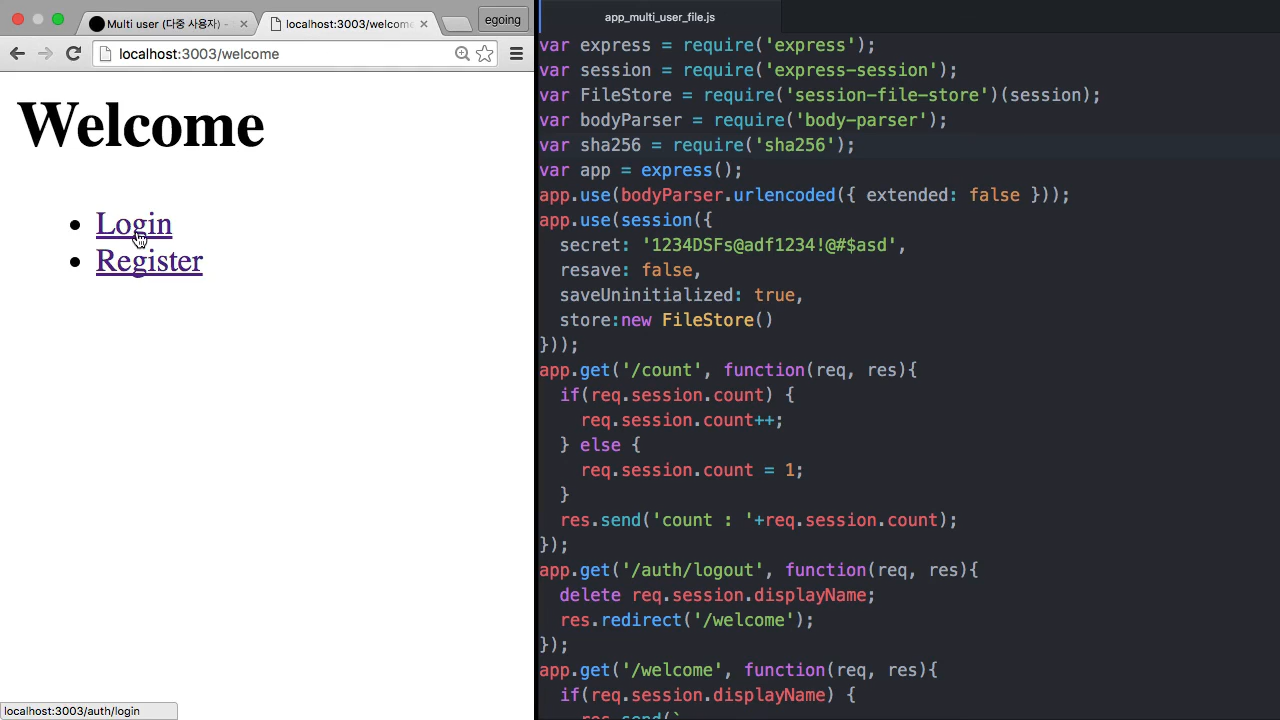 Multi user (다중 사용자) -
localhost:3003/welcome
egoing
localhost:3003/welcome
Welcome
Login
Register
localhost:3003/auth/login
app_multi_user_file.js
var express = require('express');
var session = require('express-session');
var FileStore = require('session-file-store')(session);
var bodyParser = require('body-parser');
var sha256 = require('sha256');
var app = express();
app.use(bodyParser.urlencoded({ extended: false }));
app.use(session({
  secret: '1234DSFs@adf1234!@#$asd',
  resave: false,
  saveUninitialized: true,
  store:new FileStore()
}));
app.get('/count', function(req, res){
  if(req.session.count) {
    req.session.count++;
  } else {
    req.session.count = 1;
  }
  res.send('count : '+req.session.count);
});
app.get('/auth/logout', function(req, res){
  delete req.session.displayName;
  res.redirect('/welcome');
});
app.get('/welcome', function(req, res){
  if(req.session.displayName) {
    res.send(`